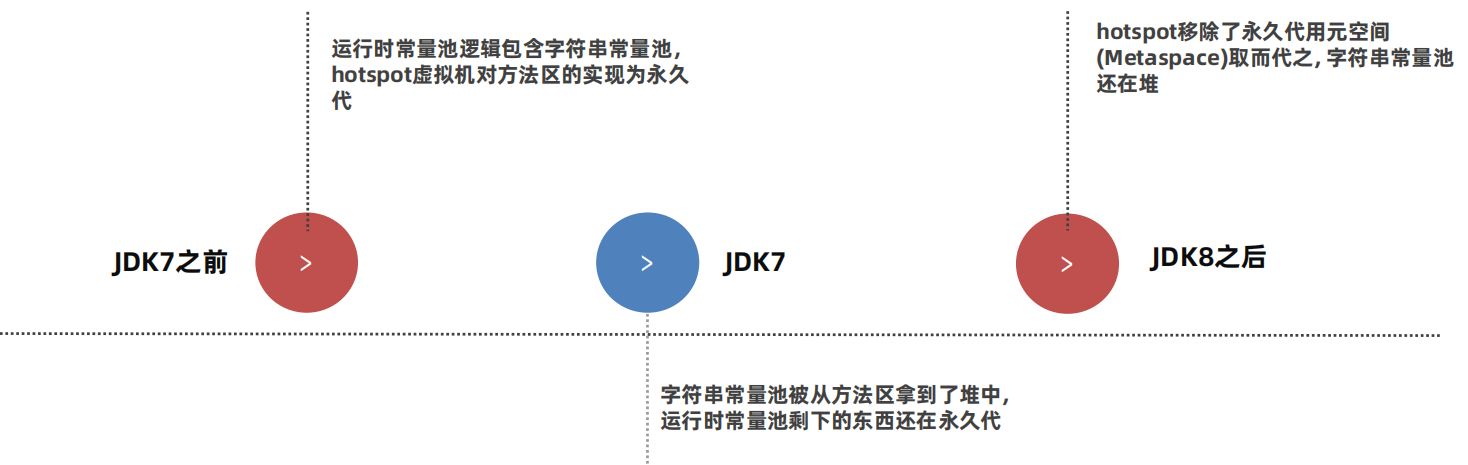 运行时常量池逻辑包含字符串常量池，
hotspot虚拟机对方法区的实现为永久
代
hotspot移除了永久代用元空间
(Metaspace)取而代之, 字符串常量池
还在堆
JDK7之前
>
>
JDK7
>
JDK8之后
字符串常量池被从方法区拿到了堆中，
运行时常量池剩下的东西还在永久代